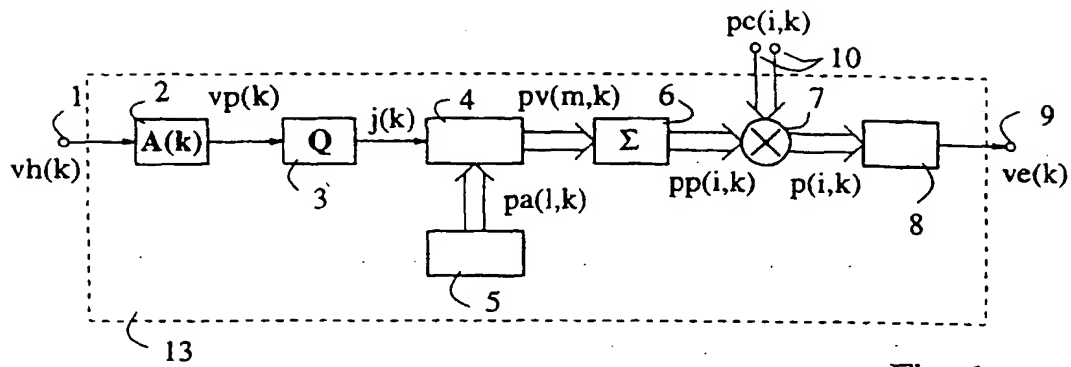 pc(i,k)
1
2
vp(k)
4
pv(m,k)
6
10
7
9
A(k)
Q
j(k)
Σ
vh(k)
3
pa(l,k)
pp(i,k)
p(i,k)
8
ve(k)
5
13